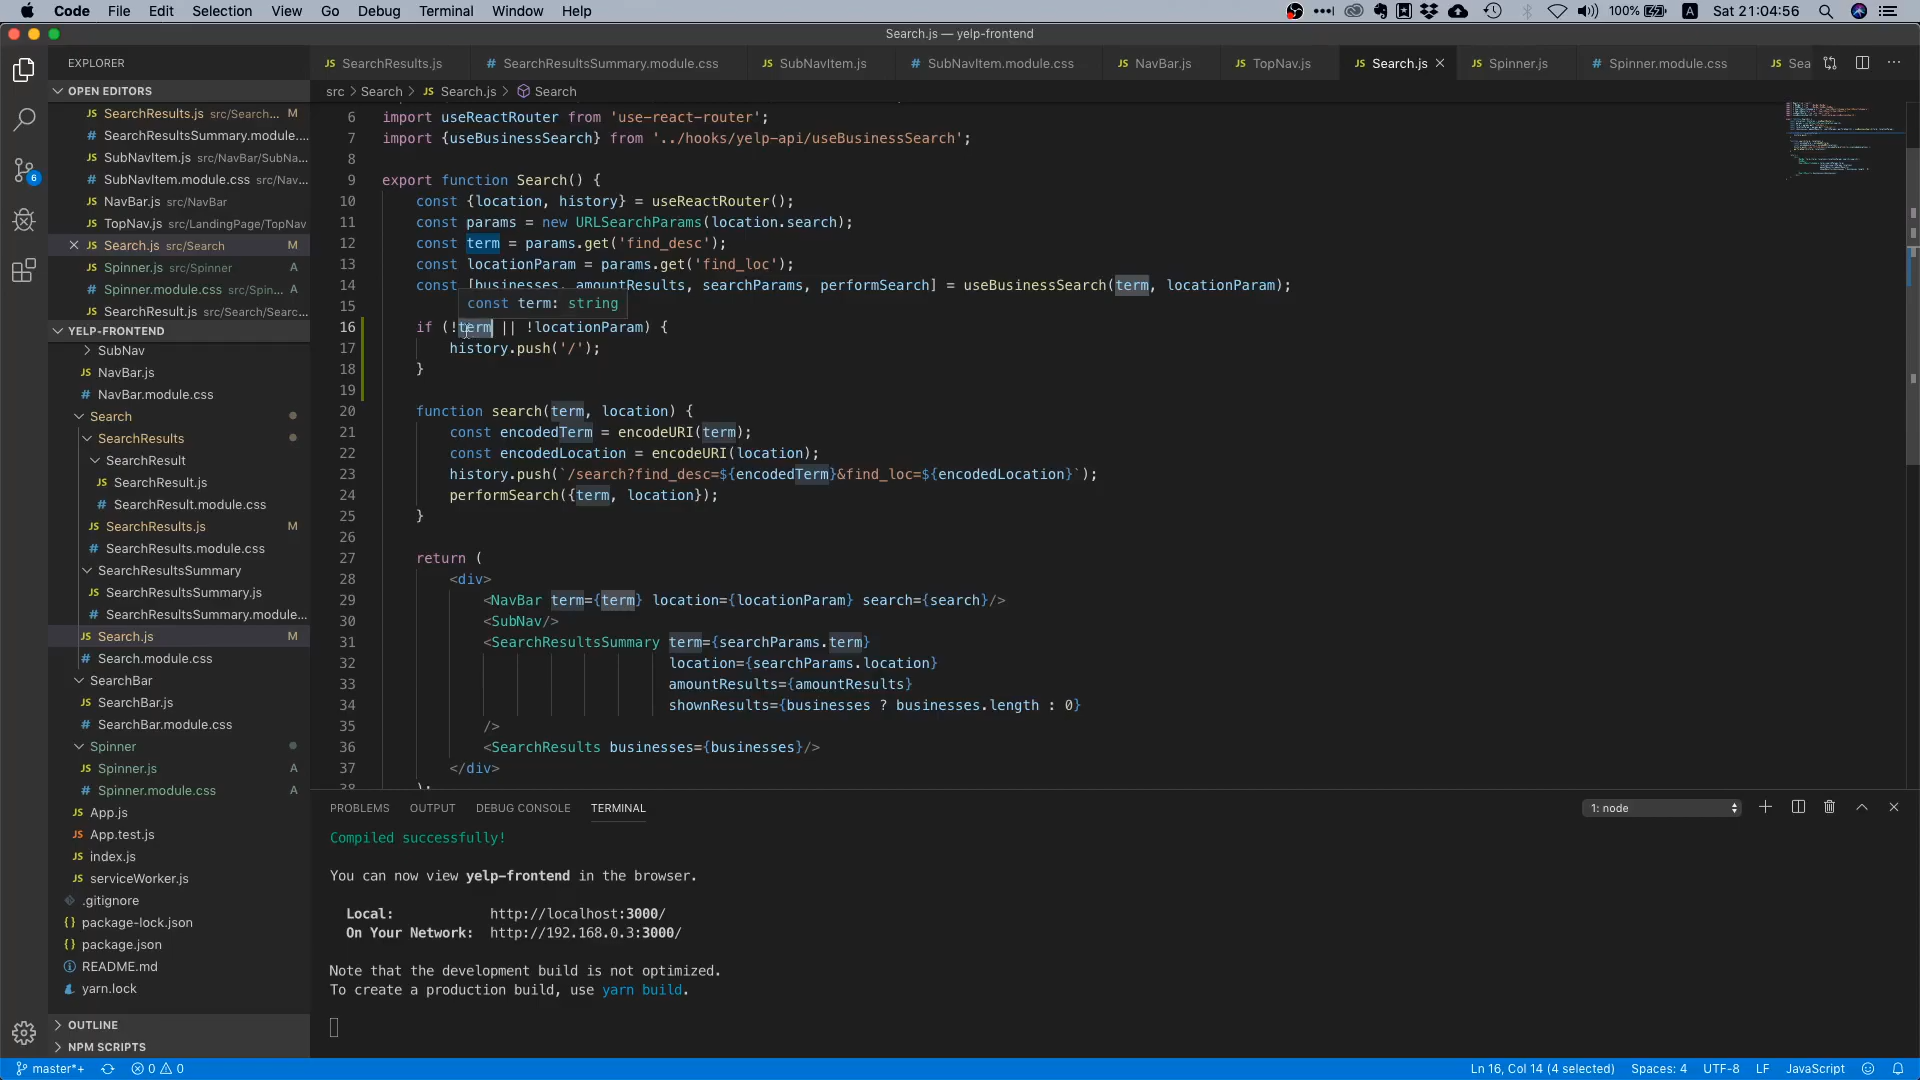 Code File Edit Selection View Go Debug Terminal Window Help
100% A Sat 21:04:56
Search.js — yelp-frontend
EXPLORER
SearchResults.js SearchResultsSummary.module.css SubNavItem.js SubNavItem.module.css NavBar.js TopNav.js Search.js Spinner.js Spinner.module.css Sea
src > Search > Search.js > Search
OPEN EDITORS
SearchResults.js src/Search... M
SearchResultsSummary.module....
SubNavItem.js src/NavBar/SubNa...
SubNavItem.module.css src/Nav...
NavBar.js src/NavBar
TopNav.js src/LandingPage/TopNav
Search.js src/Search M
Spinner.js src/Spinner A
Spinner.module.css src/Spin... A
SearchResult.js src/Search/Searc...
YELP-FRONTEND
SubNav
NavBar.js
NavBar.module.css
Search
SearchResults
SearchResult
SearchResult.js
SearchResult.module.css
SearchResults.js M
SearchResults.module.css
SearchResultsSummary
SearchResultsSummary.js
SearchResultsSummary.module...
Search.js M
Search.module.css
SearchBar
SearchBar.js
SearchBar.module.css
Spinner
Spinner.js A
Spinner.module.css A
App.js
App.test.js
index.js
serviceWorker.js
.gitignore
package-lock.json
package.json
README.md
yarn.lock
OUTLINE
NPM SCRIPTS
6
6 import useReactRouter from 'use-react-router';
7 import {useBusinessSearch} from '../hooks/yelp-api/useBusinessSearch';
8
9 export function Search() {
10 const {location, history} = useReactRouter();
11 const params = new URLSearchParams(location.search);
12 const term = params.get('find_desc');
13 const locationParam = params.get('find_loc');
14 const [businesses, amountResults, searchParams, performSearch] = useBusinessSearch(term, locationParam);
const term: string
15
16 if (!term || !locationParam) {
17 history.push('/');
18 }
19
20 function search(term, location) {
21 const encodedTerm = encodeURI(term);
22 const encodedLocation = encodeURI(location);
23 history.push(`/search?find_desc=${encodedTerm}&find_loc=${encodedLocation}`);
24 performSearch({term, location});
25 }
26
27 return (
28 <div>
29 <NavBar term={term} location={locationParam} search={search}/>
30 <SubNav/>
31 <SearchResultsSummary term={searchParams.term}
32 location={searchParams.location}
33 amountResults={amountResults}
34 shownResults={businesses ? businesses.length : 0}
35 />
36 <SearchResults businesses={businesses}/>
37 </div>
38 );
PROBLEMS OUTPUT DEBUG CONSOLE TERMINAL 1: node
Compiled successfully!
You can now view yelp-frontend in the browser.
Local: http://localhost:3000/
On Your Network: http://192.168.0.3:3000/
Note that the development build is not optimized.
To create a production build, use yarn build.
master*+ 0 0 Ln 16, Col 14 (4 selected) Spaces: 4 UTF-8 LF JavaScript